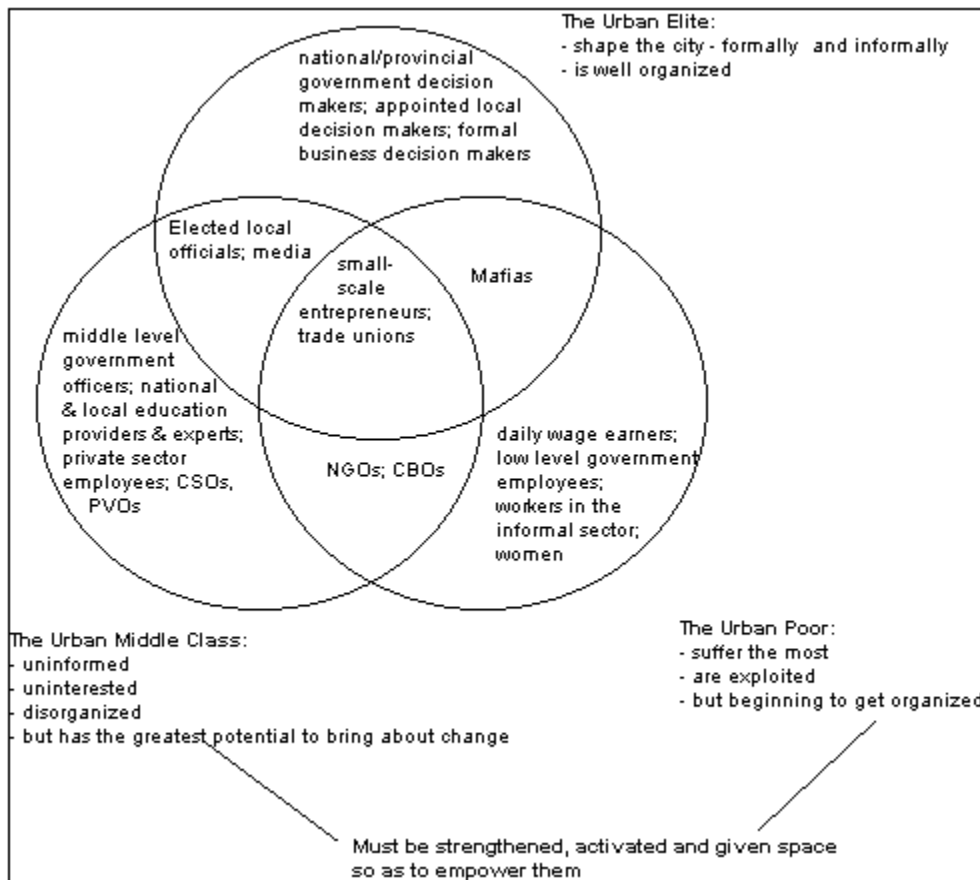 The Urban Elite:
- shape the city - formally and informally
- is well organized
national/provincial
government decision
makers; appointed local
decision makers; formal
business decision makers
Elected local
officials; media
small-
scale
entrepreneurs;
trade unions
Mafias
middle level
government
officers; national
& local education
providers & experts;
private sector
employees; CSOs,
PVOs
NGOs; CBOs
daily wage earners;
low level government
employees;
workers in the
informal sector;
women
The Urban Middle Class:
- uninformed
- uninterested
- disorganized
- but has the greatest potential to bring about change
The Urban Poor:
- suffer the most
- are exploited
- but beginning to get organized
Must be strengthened, activated and given space
so as to empower them